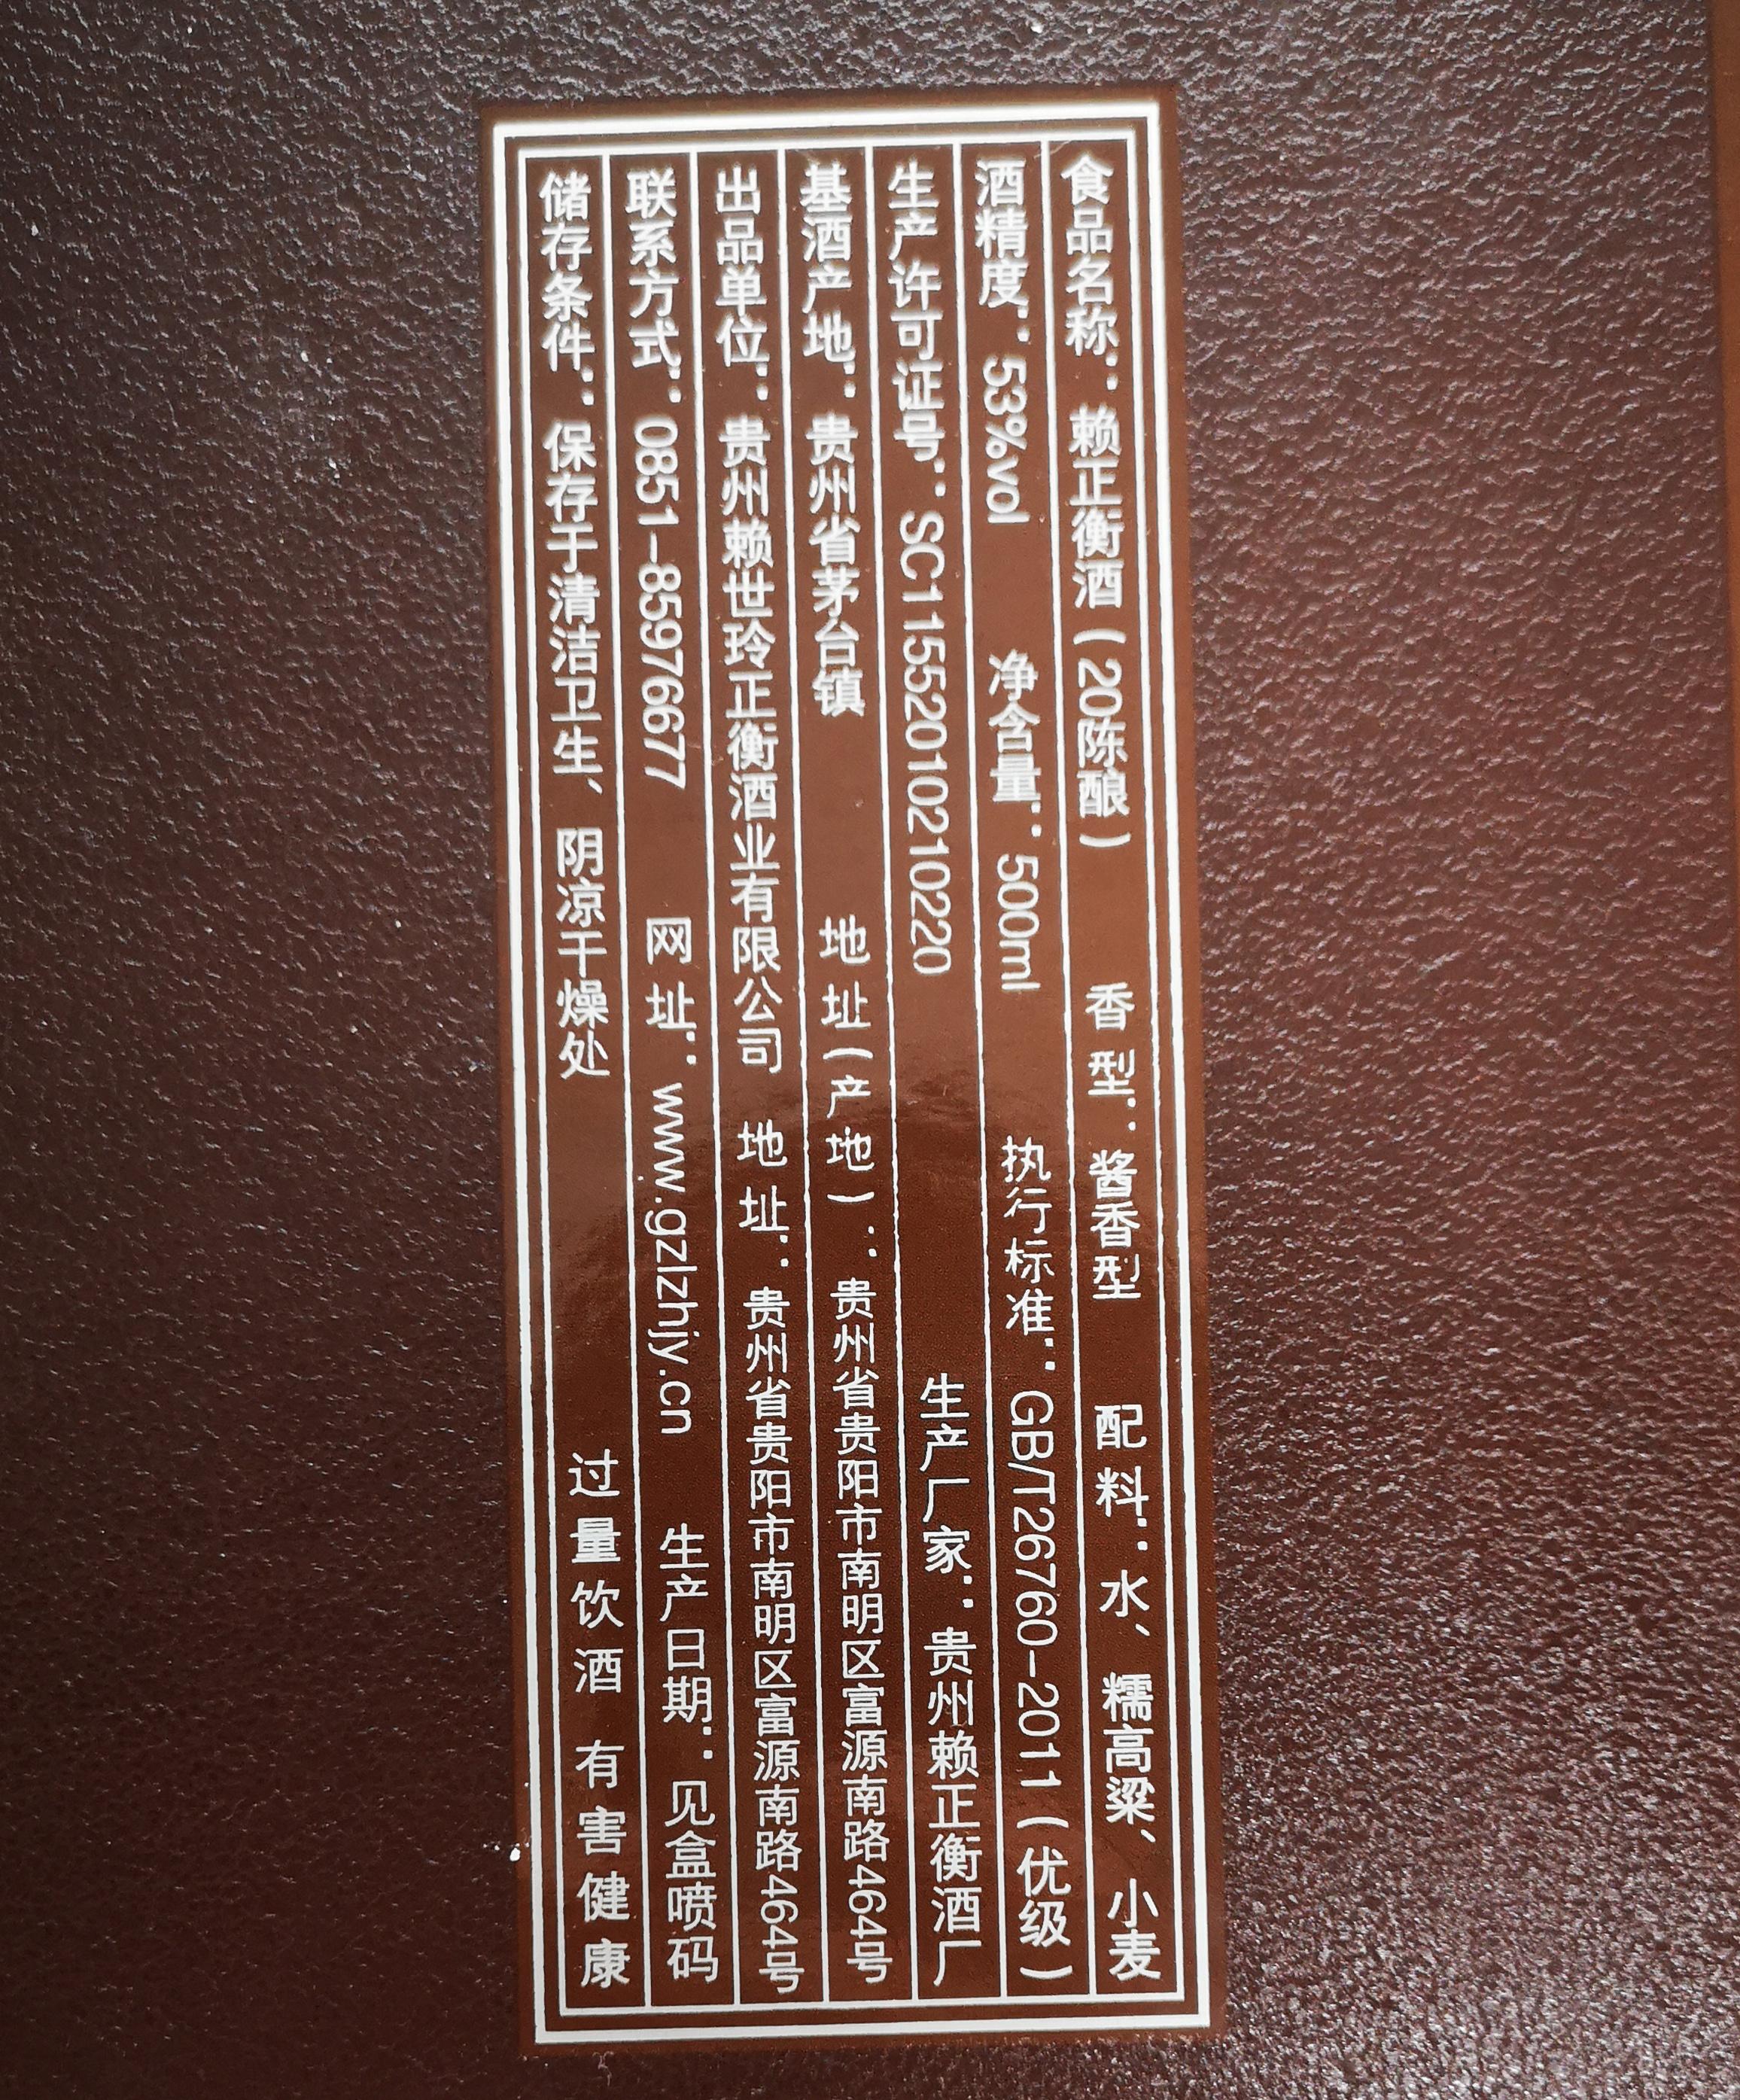 食品名称：赖正衡酒（20陈酿） 香型：酱香型 配料：水、糯高粱、小麦
酒精度：53%vol 净含量：500ml 执行标准：GB/T26760-2011（优级）
生产许可证号：SC11552010210220 生产厂家：贵州赖正衡酒厂
基酒产地：贵州省茅台镇 地址（产地）：贵州省贵阳市南明区富源南路464号
出品单位：贵州赖世玲正衡酒业有限公司 地址：贵州省贵阳市南明区富源南路464号
联系方式：0851-85976677 网址：www.gzlzhjy.cn 生产日期：见盒喷码
储存条件：保存于清洁卫生、阴凉干燥处 过量饮酒 有害健康